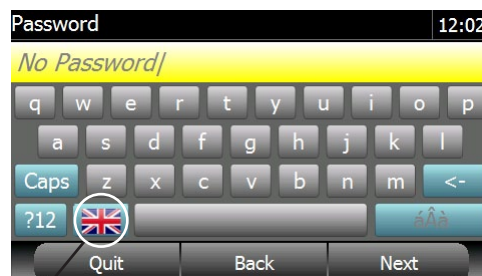 Password 12:02
No Password
q w e r t y u i o p
a s d f g h j k l
Caps z x c v b n m <-
?12 áÂà
Quit Back Next